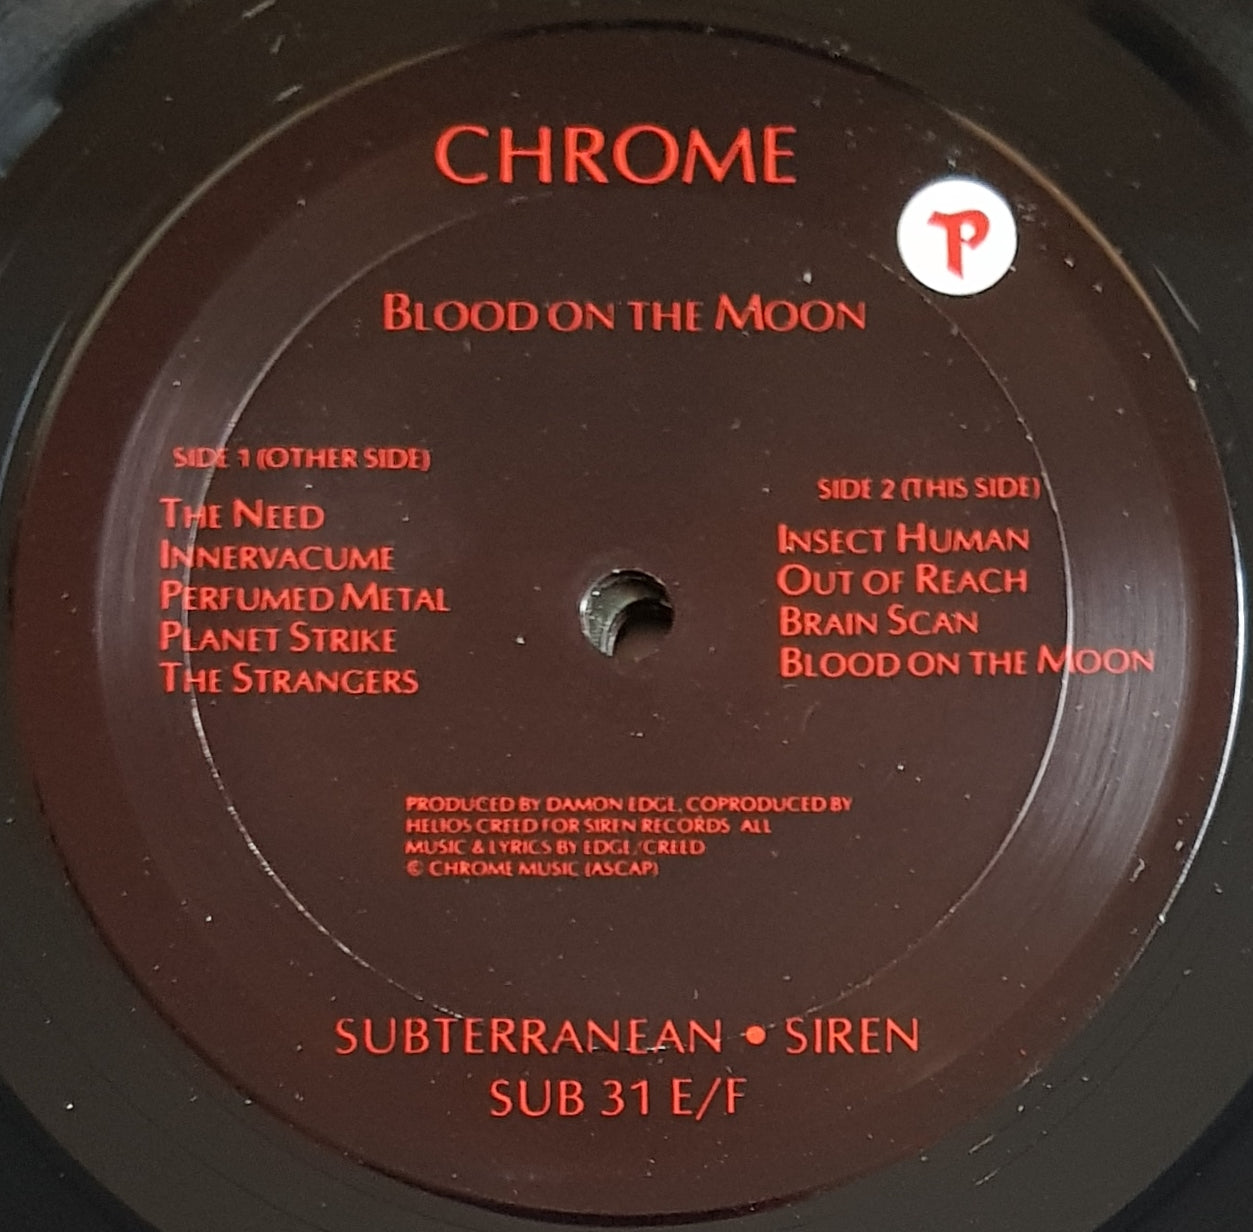 CHROME
P
BLOOD ON THE MOON
SIDE 1 (OTHER SIDE)
THE NEED
INNERVACUME
PERFUMED METAL
PLANET STRIKE
THE STRANGERS
SIDE 2 (THIS SIDE)
INSECT HUMAN
OUT OF REACH
BRAIN SCAN
BLOOD ON THE MOON
PRODUCED BY DAMON EDGE, COPRODUCED BY
HELIOS CREED FOR SIREN RECORDS ALL
MUSIC & LYRICS BY EDGE/CREED
© CHROME MUSIC (ASCAP)
SUBTERRANEAN • SIREN
SUB 31 E/F